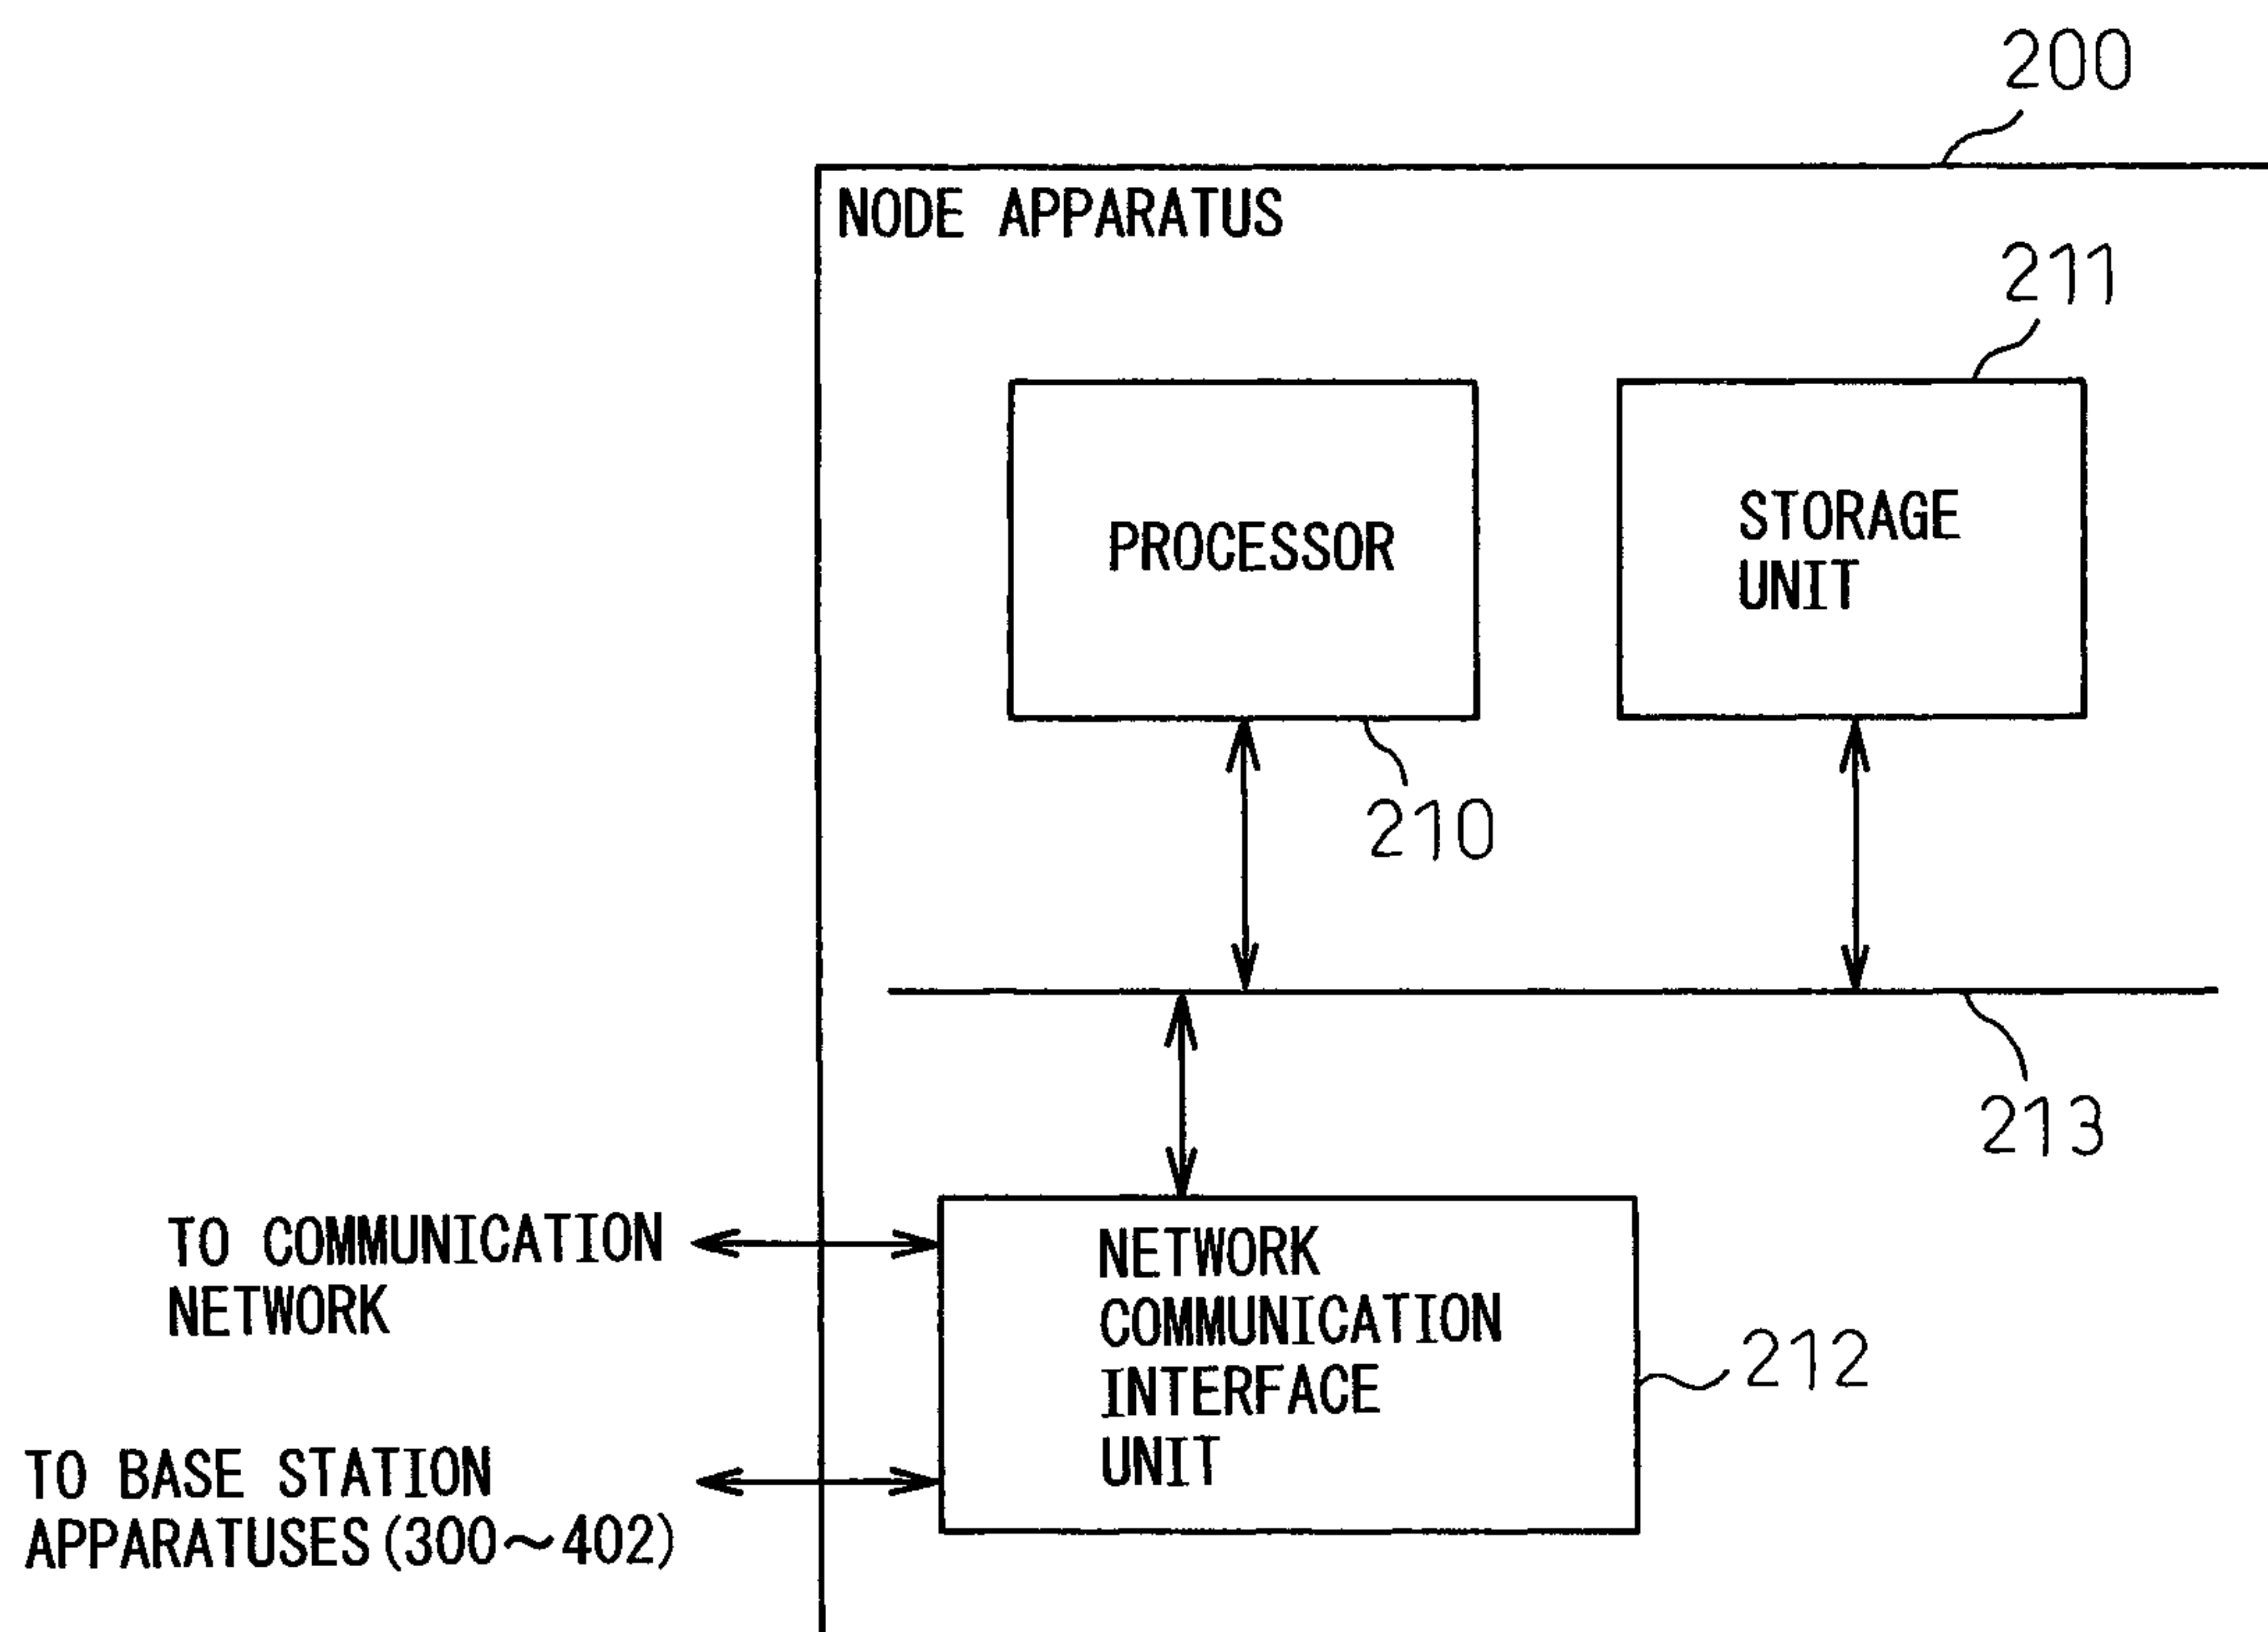 200
NODE APPARATUS
211
PROCESSOR
STORAGE
UNIT
210
213
TO COMMUNICATION
NETWORK
NETWORK
COMMUNICATION
INTERFACE
UNIT
212
TO BASE STATION
APPARATUSES(300〜402)